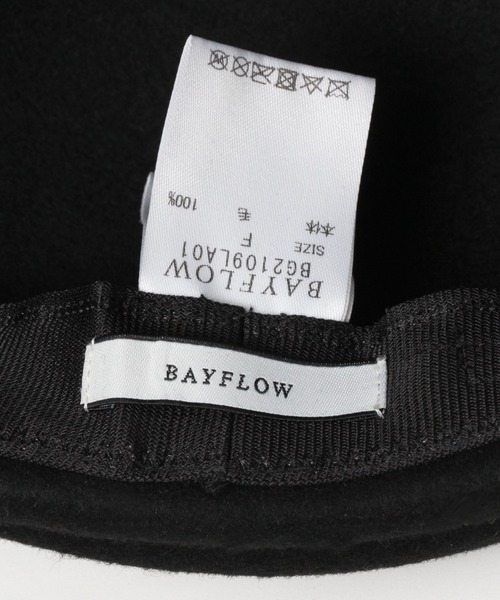 BAYFLOW
BG2109LA01
SIZE
F
本体
毛 100%
BAYFLOW